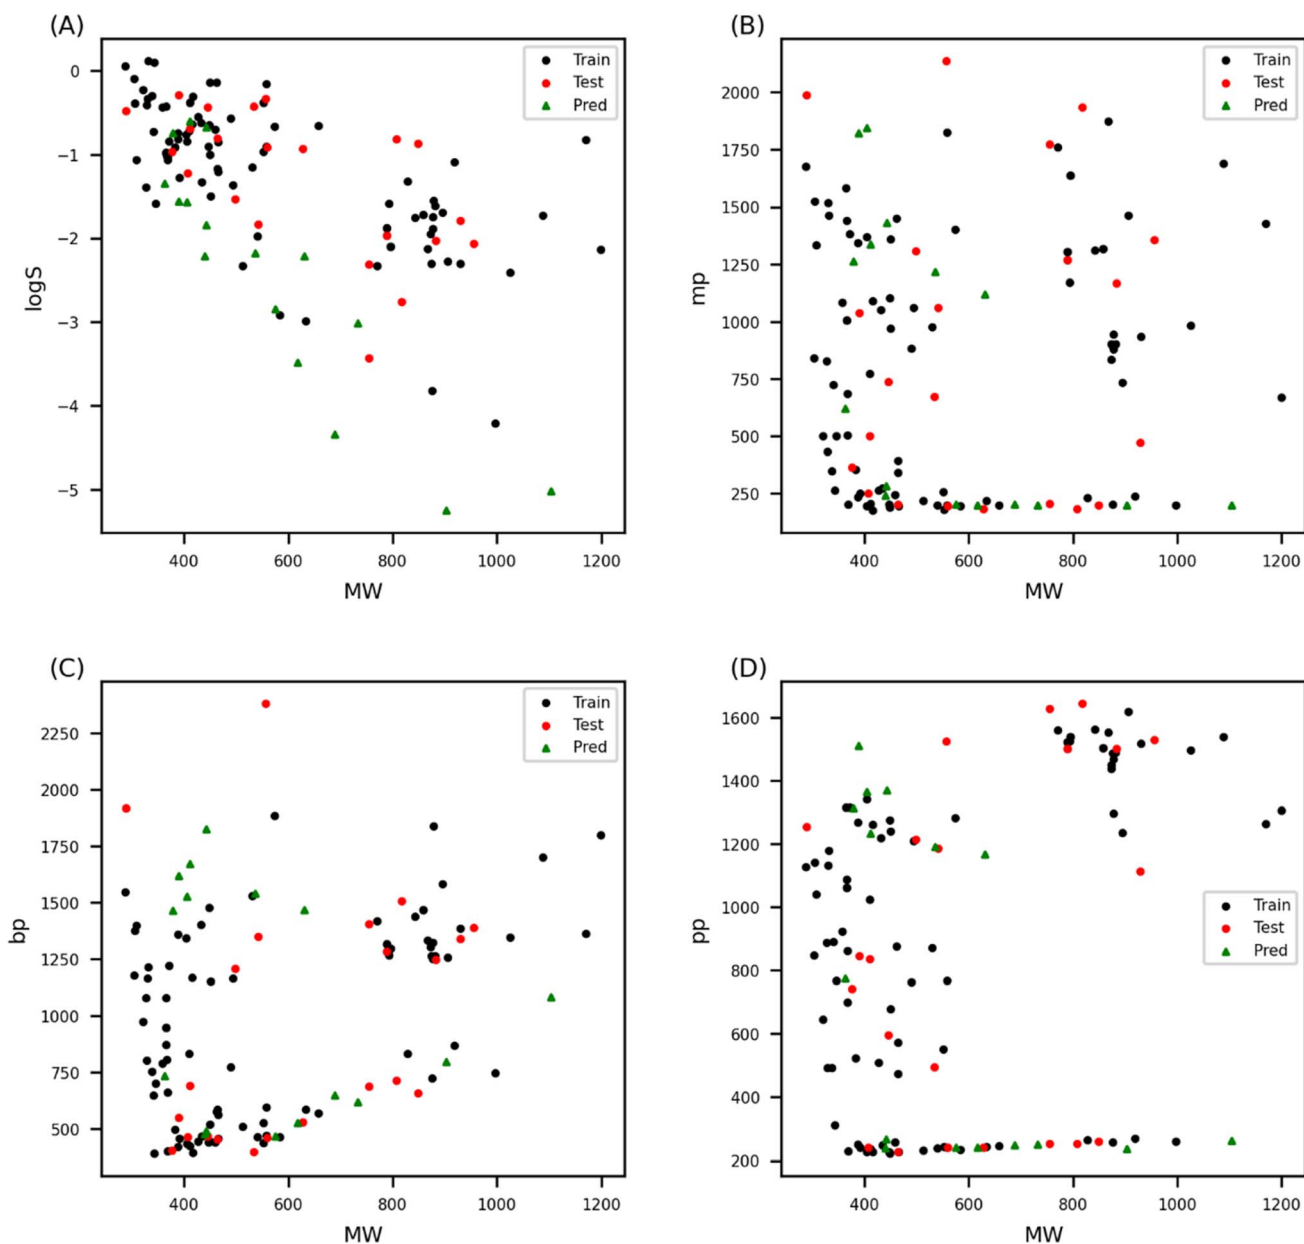 (A)
0
−1
−2
−3
−4
−5
logS
400 600 800 1000 1200
MW
Train
Test
Pred
(B)
2000
1750
1500
1250
1000
750
500
250
mp
400 600 800 1000 1200
MW
Train
Test
Pred
(C)
2250
2000
1750
1500
1250
1000
750
500
bp
400 600 800 1000 1200
MW
Train
Test
Pred
(D)
1600
1400
1200
1000
800
600
400
200
pp
400 600 800 1000 1200
MW
Train
Test
Pred